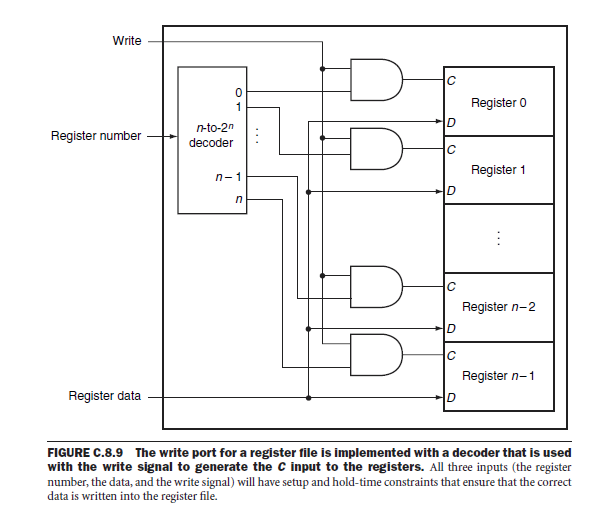 Write
C
0
Register 0
1
n-to-2ⁿ
decoder
⋮
D
Register number
C
Register 1
n–1
D
n
⋮
C
Register n–2
D
C
Register n–1
Register data
D
FIGURE C.8.9 The write port for a register file is implemented with a decoder that is used
with the write signal to generate the C input to the registers. All three inputs (the register
number, the data, and the write signal) will have setup and hold-time constraints that ensure that the correct
data is written into the register file.